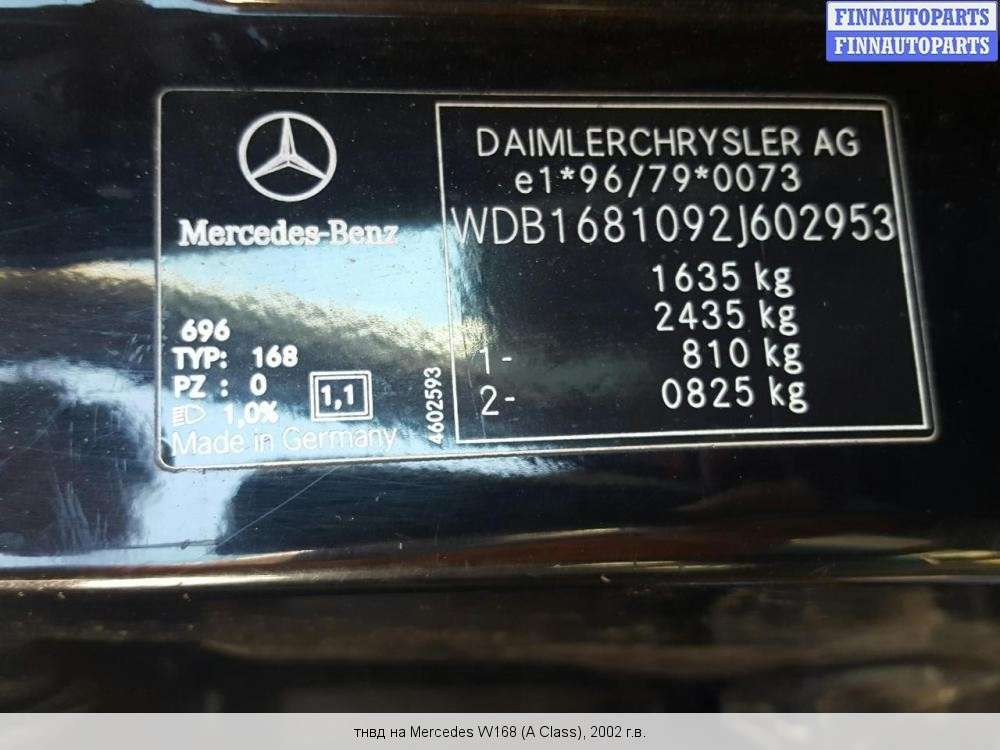 FINNAUTOPARTS
FINNAUTOPARTS
Mercedes-Benz
696
TYP: 168
PZ : 0
1,0%
1,1
Made in Germany
4602593
DAIMLERCHRYSLER AG
e1*96/79*0073
WDB1681092J602953
1635 kg
2435 kg
1- 810 kg
2- 0825 kg
тнвд на Mercedes W168 (A Class), 2002 г.в.